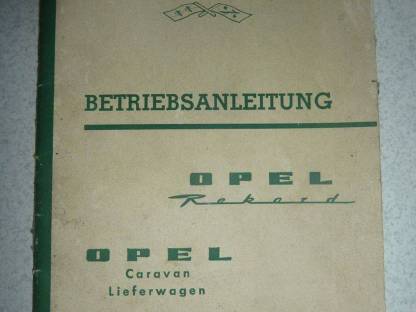 BETRIEBSANLEITUNG
OPEL
Rekord
OPEL
Caravan
Lieferwagen